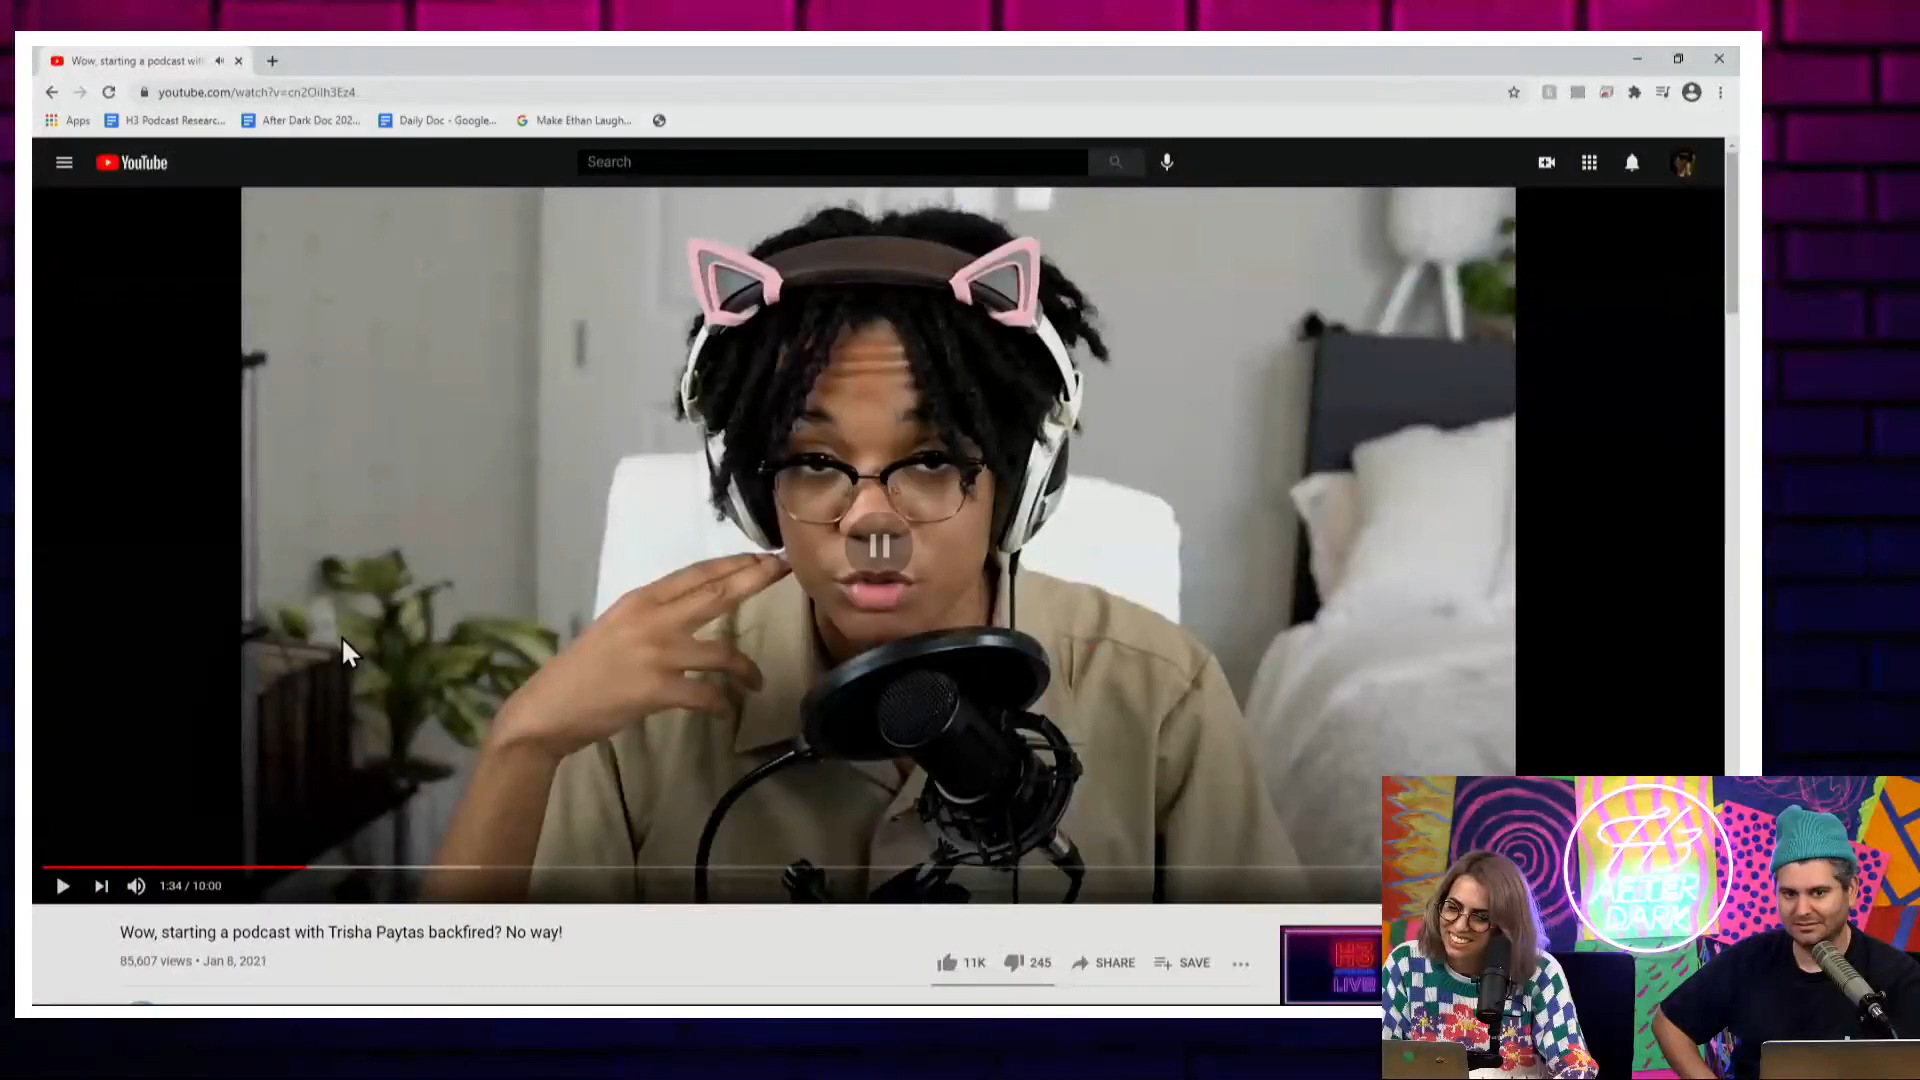 Wow, starting a podcast with
youtube.com/watch?v=cn2Oilh3Ez4
Apps H3 Podcast Researc... After Dark Doc 202... Daily Doc - Google... Make Ethan Laugh...
YouTube
Search
1:34 / 10:00
Wow, starting a podcast with Trisha Paytas backfired? No way!
85,607 views • Jan 8, 2021
11K 245 SHARE SAVE
H3
LIVE
H3
AFTER
DARK